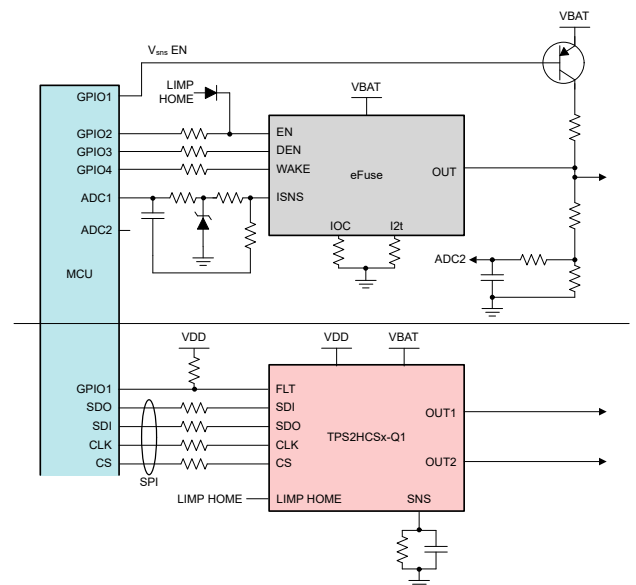 VBAT
Vsns EN
GPIO1
LIMP
HOME
VBAT
GPIO2
EN
GPIO3
DEN
GPIO4
WAKE
eFuse
OUT
ADC1
ISNS
ADC2
IOC
I2t
ADC2
MCU
VDD
VDD
VBAT
GPIO1
FLT
SDO
SDI
OUT1
SDI
SDO
TPS2HCSx-Q1
CLK
CLK
OUT2
CS
CS
SPI
LIMP HOME
LIMP HOME
SNS